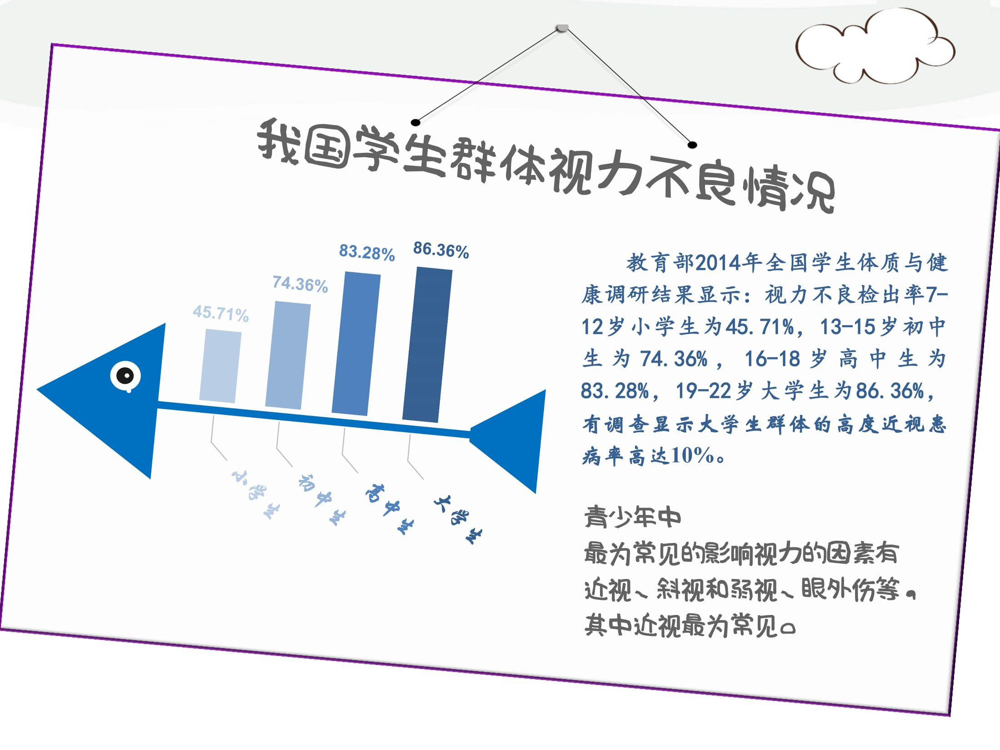 我国学生群体视力不良情况
45.71%
74.36%
83.28%
86.36%
小学生
初中生
高中生
大学生
教育部2014年全国学生体质与健
康调研结果显示：视力不良检出率7-
12岁小学生为45.71%，13-15岁初中
生为74.36%，16-18岁高中生为
83.28%，19-22岁大学生为86.36%，
有调查显示大学生群体的高度近视患
病率高达10%。
青少年中
最为常见的影响视力的因素有
近视、斜视和弱视、眼外伤等，
其中近视最为常见。